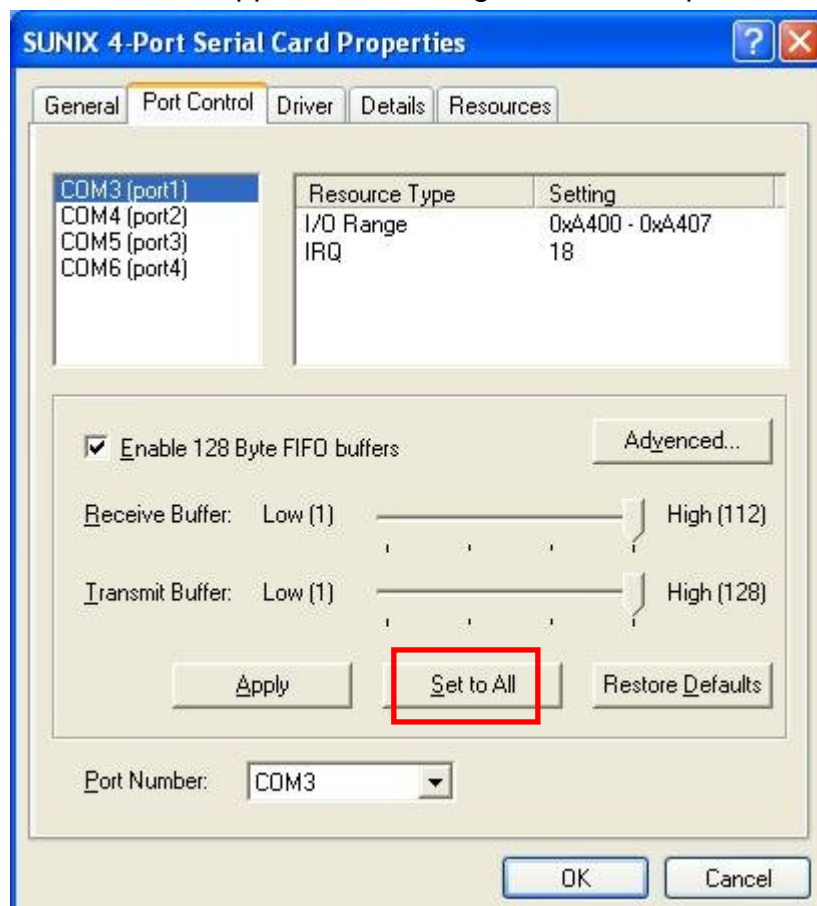 SUNIX 4-Port Serial Card Properties
General Port Control Driver Details Resources
COM3 (port1)
COM4 (port2)
COM5 (port3)
COM6 (port4)
Resource Type Setting
I/O Range 0xA400 - 0xA407
IRQ 18
Enable 128 Byte FIFO buffers
Advenced...
Receive Buffer: Low (1) High (112)
Transmit Buffer: Low (1) High (128)
Apply Set to All Restore Defaults
Port Number: COM3
OK Cancel